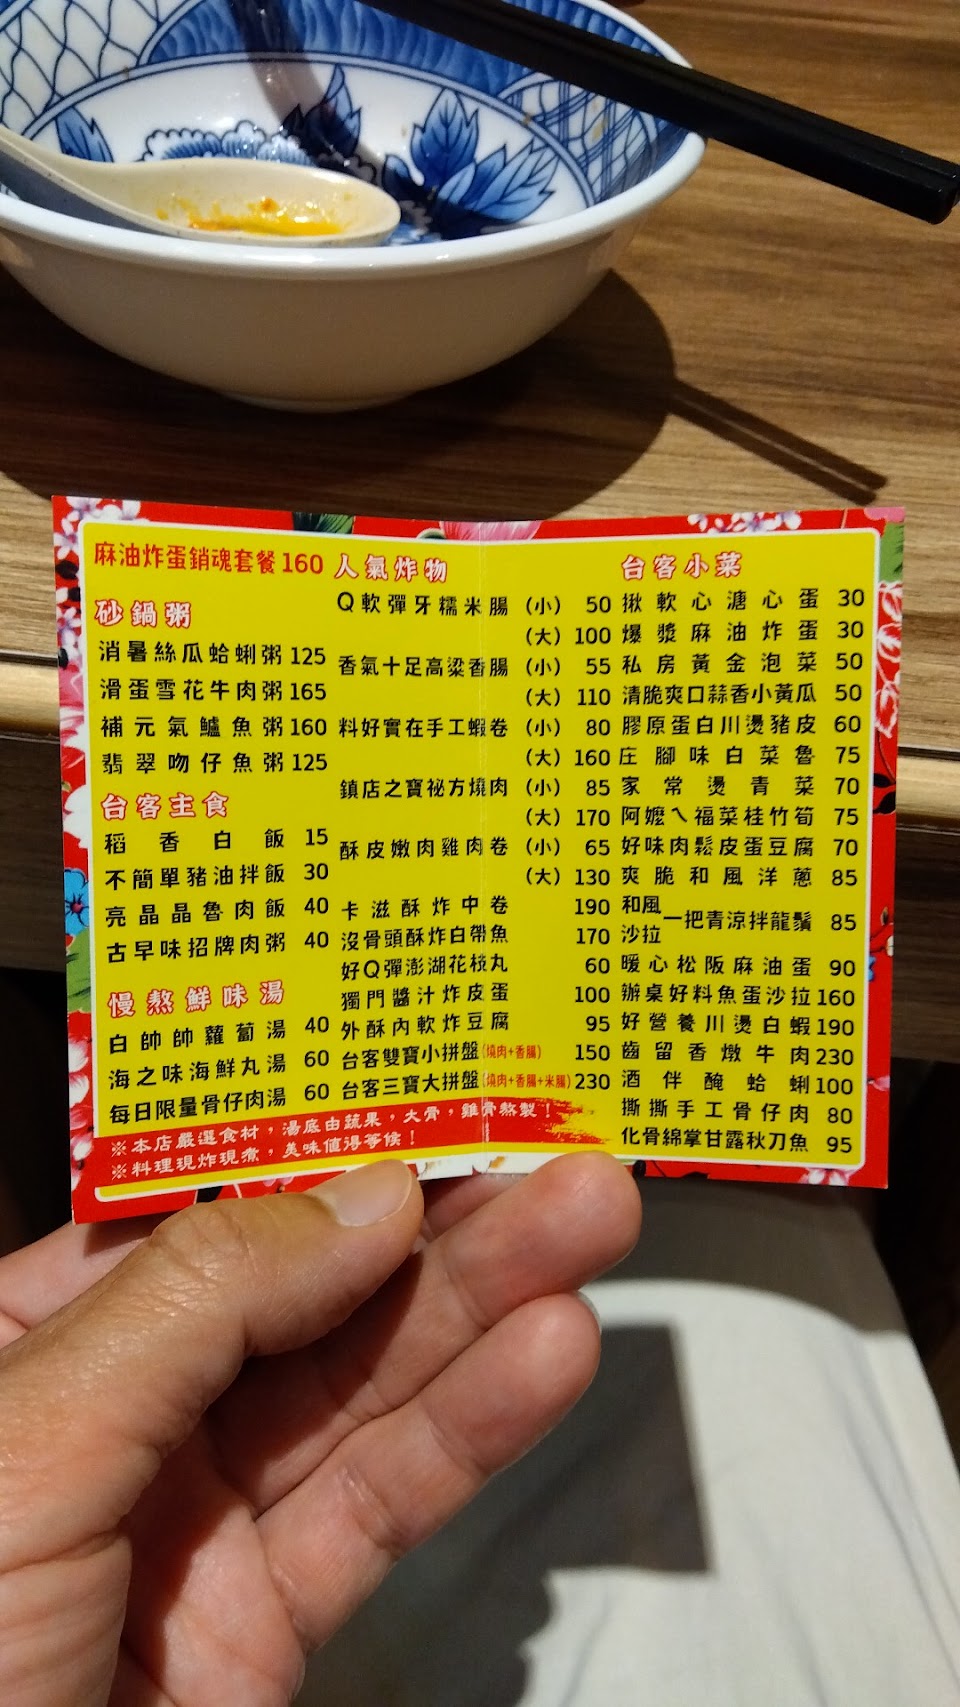 麻油炸蛋銷魂套餐 160
砂鍋粥
消暑絲瓜蛤蜊粥 125
滑蛋雪花牛肉粥 165
補元氣鱸魚粥 160
翡翠吻仔魚粥 125
台客主食
稻香白飯 15
不簡單豬油拌飯 30
亮晶晶魯肉飯 40
古早味招牌肉粥 40
慢熬鮮味湯
白帥帥蘿蔔湯 40
海之味海鮮丸湯 60
每日限量骨仔肉湯 60
人氣炸物
Q軟彈牙糯米腸（小） 50
（大） 100
香氣十足高粱香腸（小） 55
（大） 110
料好實在手工蝦卷（小） 80
（大） 160
鎮店之寶祕方燒肉（小） 85
（大） 170
酥皮嫩肉雞肉卷（小） 65
（大） 130
卡滋酥炸中卷 190
沒骨頭酥炸白帶魚 170
好Q彈澎湖花枝丸 60
獨門醬汁炸皮蛋 100
外酥內軟炸豆腐 95
台客雙寶小拼盤(燒肉+香腸) 150
台客三寶大拼盤(燒肉+香腸+米腸) 230
台客小菜
揪軟心溏心蛋 30
爆漿麻油炸蛋 30
私房黃金泡菜 50
清脆爽口蒜香小黃瓜 50
膠原蛋白川燙豬皮 60
庄腳味白菜魯 75
家常燙青菜 70
阿嬤ㄟ福菜桂竹筍 75
好味肉鬆皮蛋豆腐 70
爽脆和風洋蔥 85
和風沙拉一把青涼拌龍鬚 85
暖心松阪麻油蛋 90
辦桌好料魚蛋沙拉 160
好營養川燙白蝦 190
齒留香燉牛肉 230
酒伴醃蛤蜊 100
撕撕手工骨仔肉 80
化骨綿掌甘露秋刀魚 95
※本店嚴選食材，湯底由蔬果，大骨，雞骨熬製！
※料理現炸現煮，美味值得等候！